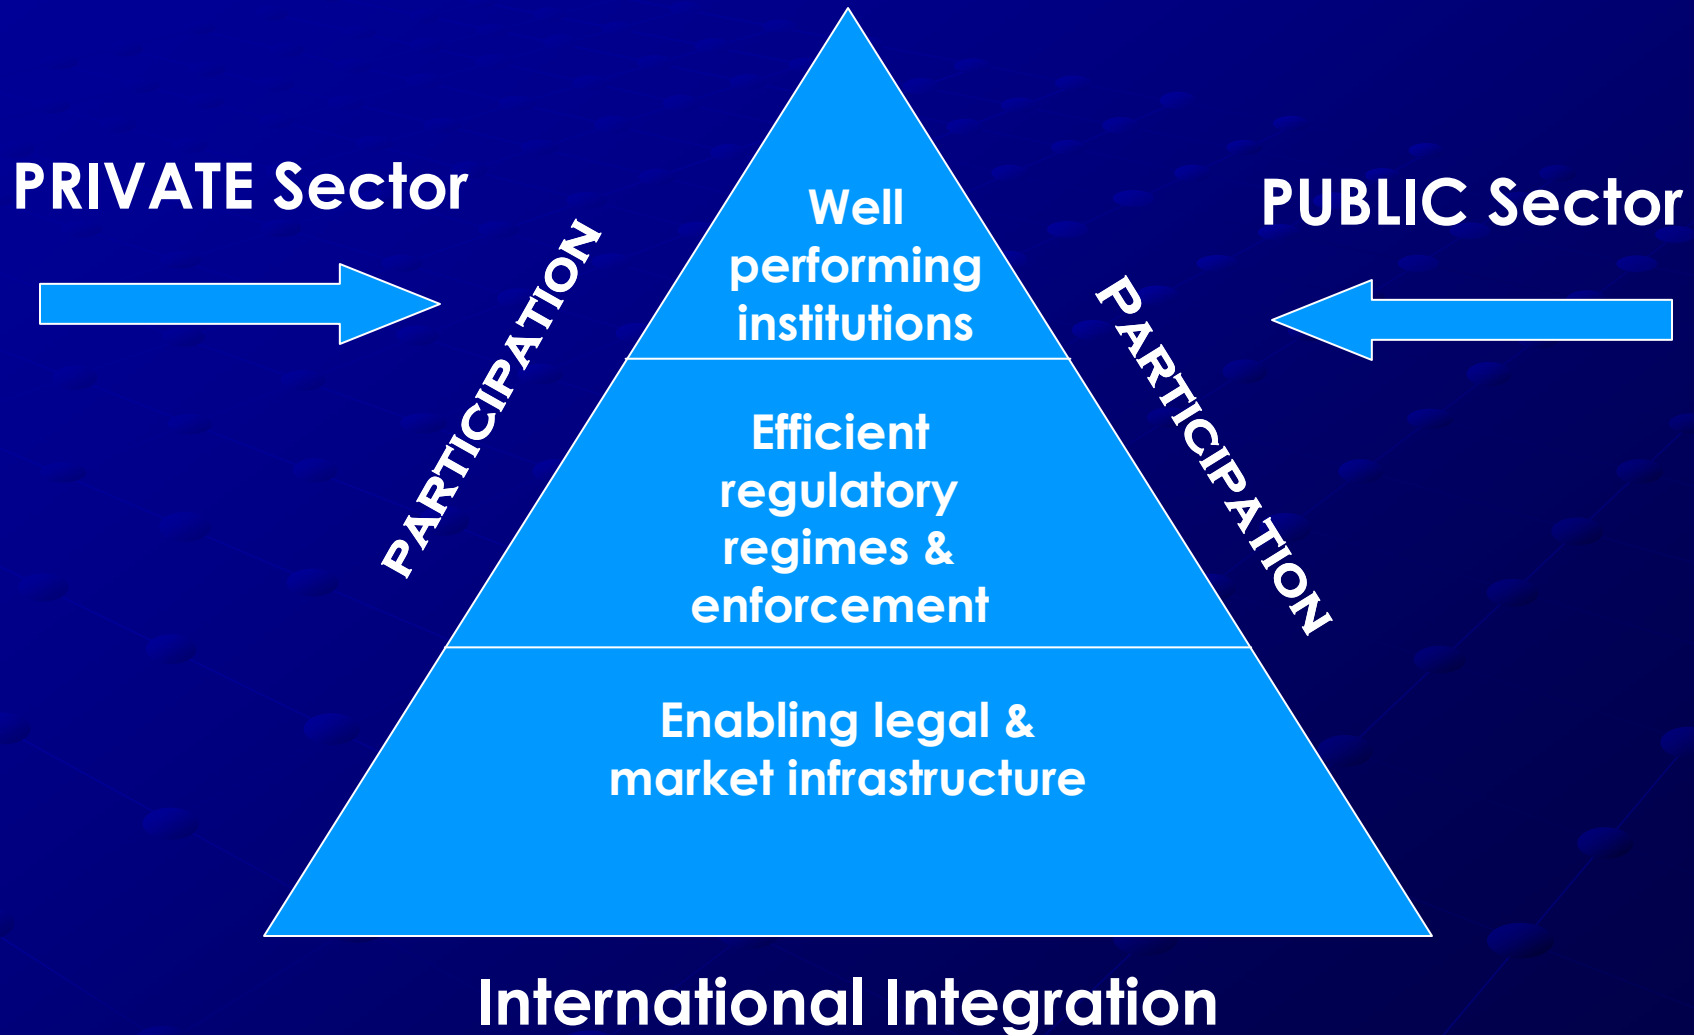 PRIVATE Sector
PUBLIC Sector
PARTICIPATION
PARTICIPATION
Well
performing
institutions
Efficient
regulatory
regimes &
enforcement
Enabling legal &
market infrastructure
International Integration